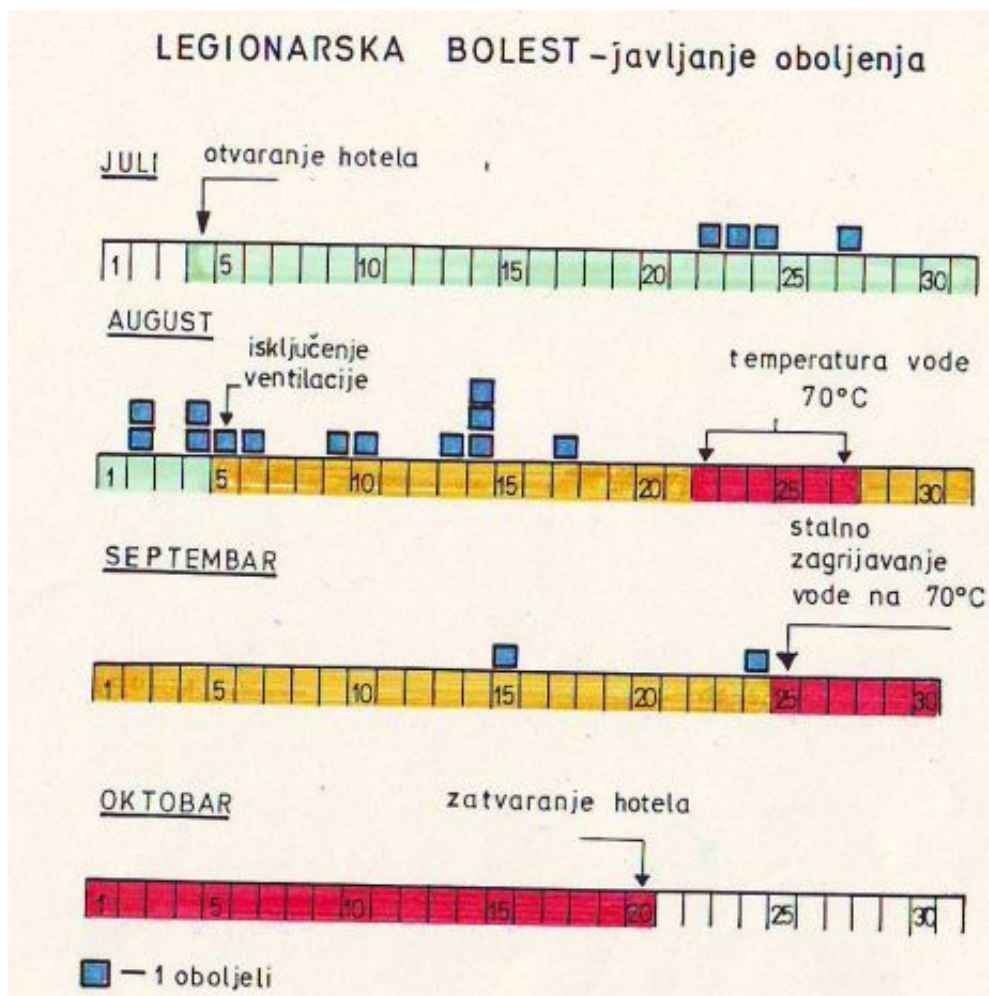 LEGIONARSKA BOLEST - javljanje oboljenja
JULI
otvaranje hotela
1 5 10 15 20 25 30
AUGUST
isključenje
ventilacije
temperatura vode
70°C
1 5 10 15 20 25 30
SEPTEMBAR
stalno
zagrijavanje
vode na 70°C
1 5 10 15 20 25 30
OKTOBAR
zatvaranje hotela
1 5 10 15 20 25 30
— 1 oboljeli